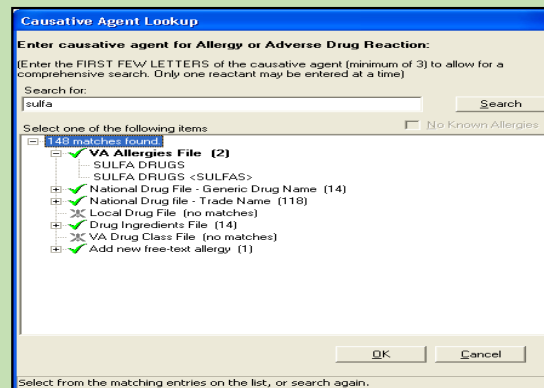 Causative Agent Lookup
Enter causative agent for Allergy or Adverse Drug Reaction:
(Enter the FIRST FEW LETTERS of the causative agent (minimum of 3) to allow for a
comprehensive search. Only one reactant may be entered at a time)
Search for:
sulfa
Search
No Known Allergies
Select one of the following items
148 matches found.
VA Allergies File (2)
SULFA DRUGS
SULFA DRUGS <SULFAS>
National Drug File - Generic Drug Name (14)
National Drug file - Trade Name (118)
Local Drug File (no matches)
Drug Ingredients File (14)
VA Drug Class File (no matches)
Add new free-text allergy (1)
OK
Cancel
Select from the matching entries on the list, or search again.